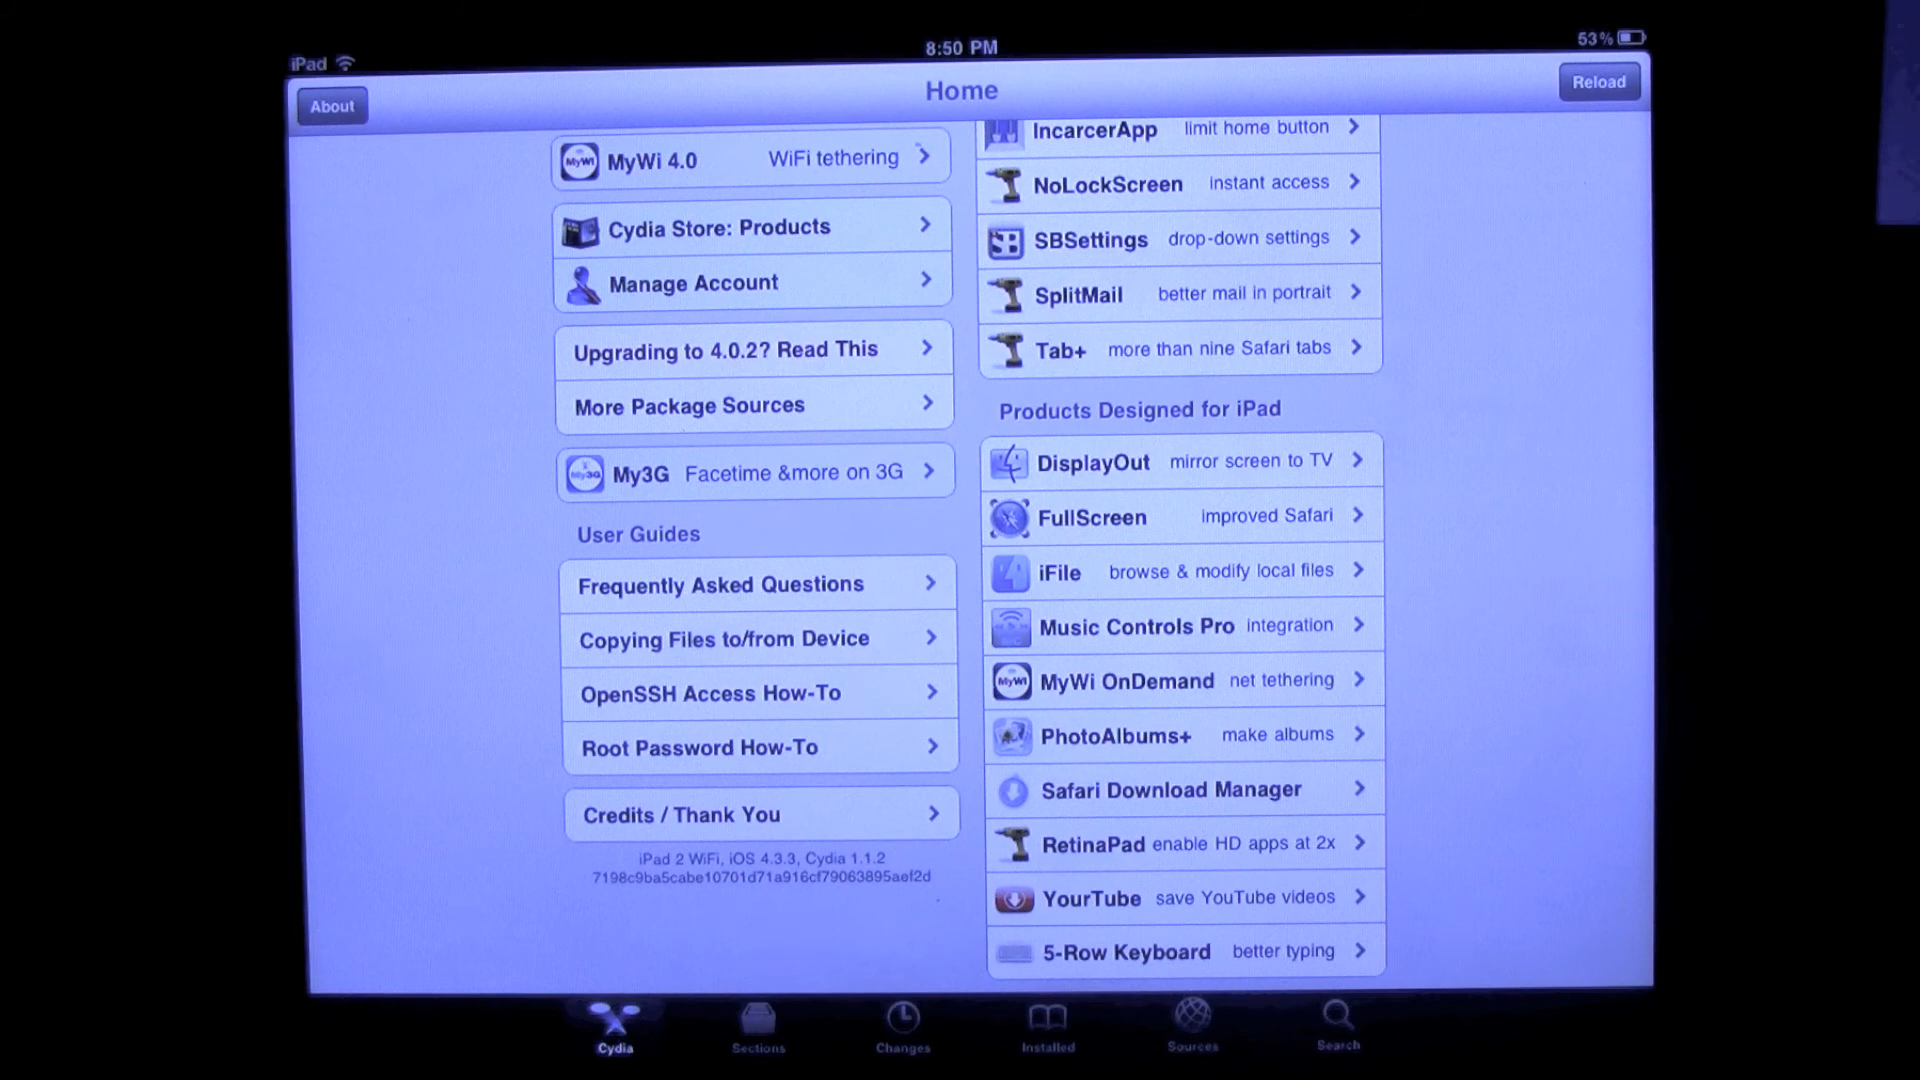 iPad
8:50 PM
53%
About
Home
Reload
MyWi MyWi 4.0 WiFi tethering
Cydia Store: Products
Manage Account
Upgrading to 4.0.2? Read This
More Package Sources
My3G My3G Facetime &more on 3G
User Guides
Frequently Asked Questions
Copying Files to/from Device
OpenSSH Access How-To
Root Password How-To
Credits / Thank You
iPad 2 WiFi, iOS 4.3.3, Cydia 1.1.2
7198c9ba5cabe10701d71a916cf79063895aef2d
IncarcerApp limit home button
NoLockScreen instant access
SBSettings drop-down settings
SplitMail better mail in portrait
Tab+ more than nine Safari tabs
Products Designed for iPad
DisplayOut mirror screen to TV
FullScreen improved Safari
iFile browse & modify local files
Music Controls Pro integration
MyWi MyWi OnDemand net tethering
PhotoAlbums+ make albums
Safari Download Manager
RetinaPad enable HD apps at 2x
YourTube save YouTube videos
5-Row Keyboard better typing
Cydia
Sections
Changes
Installed
Sources
Search